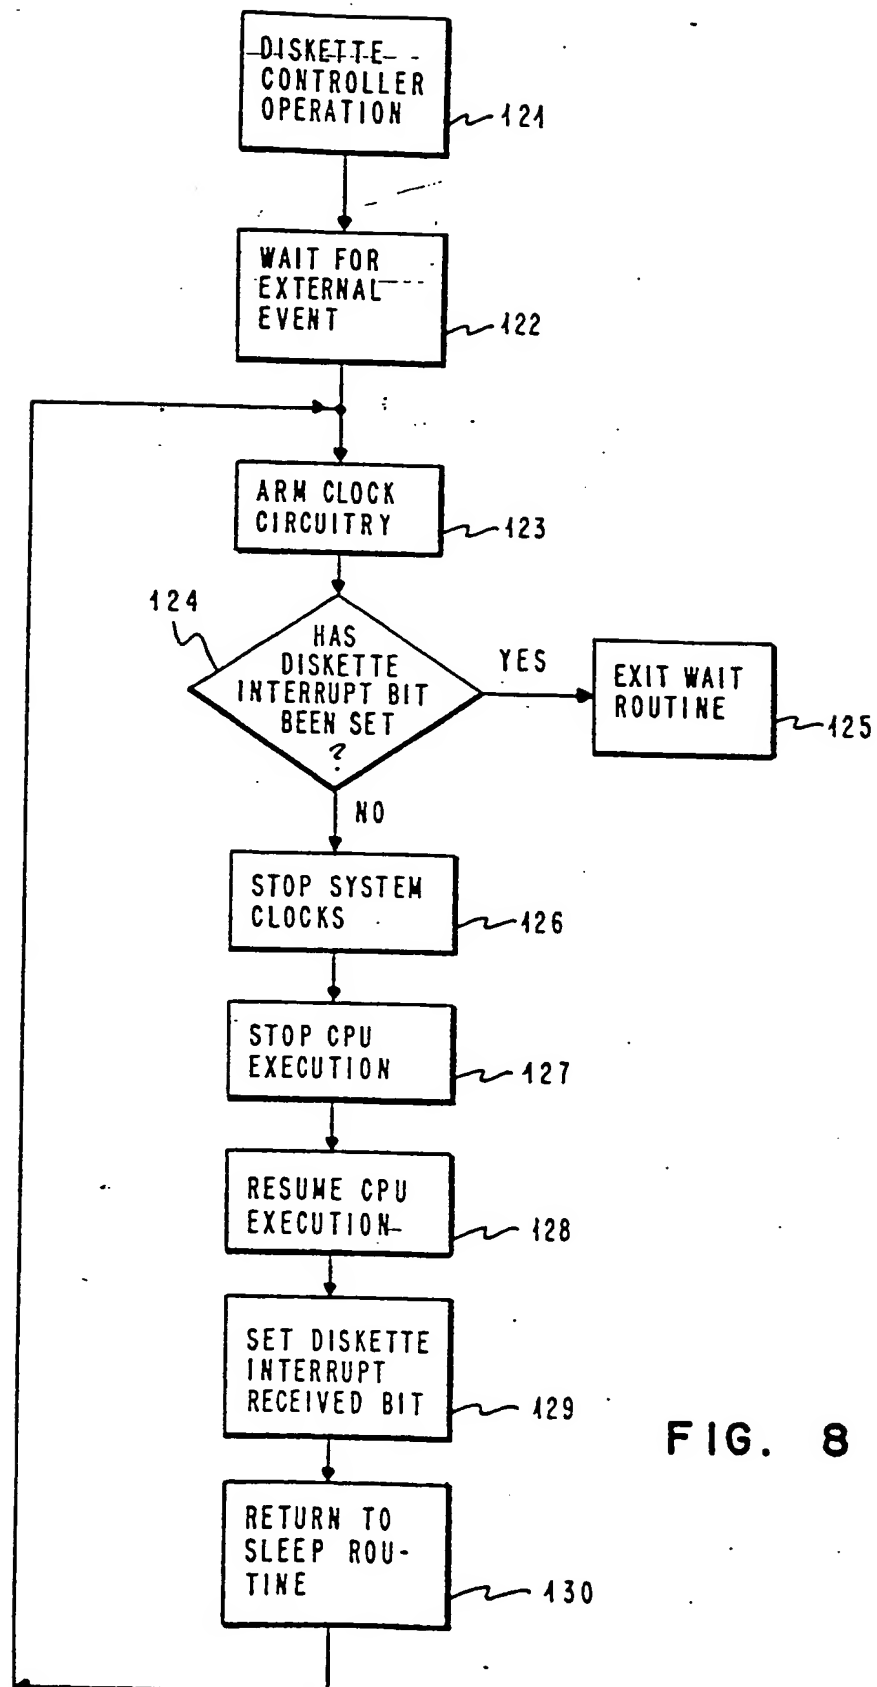 DISKETTE
CONTROLLER
OPERATION
121
WAIT FOR
EXTERNAL
EVENT
122
ARM CLOCK
CIRCUITRY
123
124
HAS
DISKETTE
INTERRUPT BIT
BEEN SET
?
YES
EXIT WAIT
ROUTINE
125
NO
STOP SYSTEM
CLOCKS
126
STOP CPU
EXECUTION
127
RESUME CPU
EXECUTION
128
SET DISKETTE
INTERRUPT
RECEIVED BIT
129
FIG. 8
RETURN TO
SLEEP ROU-
TINE
130